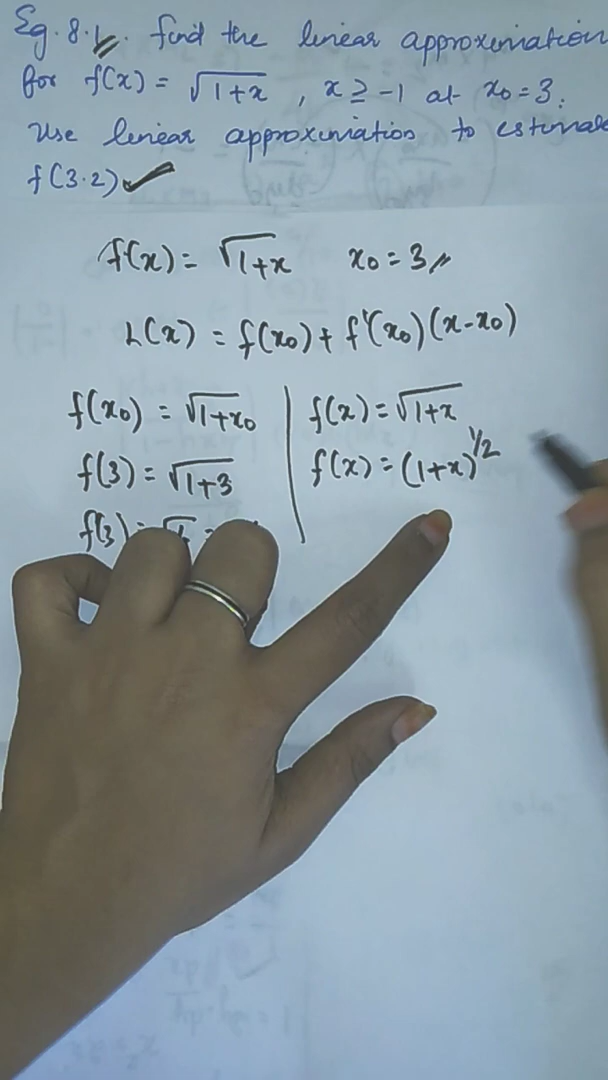 Eg. 8.1. find the linear approximation
for f(x) = √1+x , x ≥ -1 at x0 = 3.
Use linear approximation to estimate
f(3.2)
f(x) = √1+x x0 = 3
L(x) = f(x0) + f'(x0) (x-x0)
f(x0) = √1+x0
f(3) = √1+3
f(3) =
f(x) = √1+x
f(x) = (1+x)^1/2